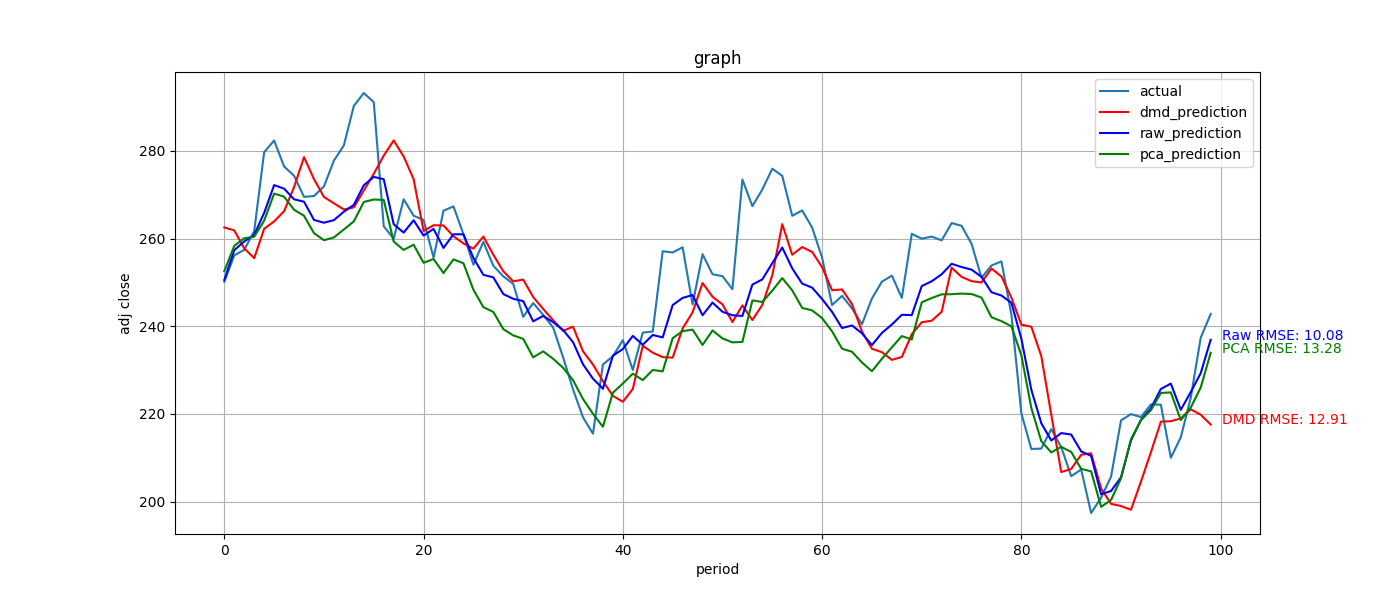 graph
actual
dmd_prediction
raw_prediction
pca_prediction
280
260
240
220
200
adj close
Raw RMSE: 10.08
PCA RMSE: 13.28
DMD RMSE: 12.91
0 20 40 60 80 100
period